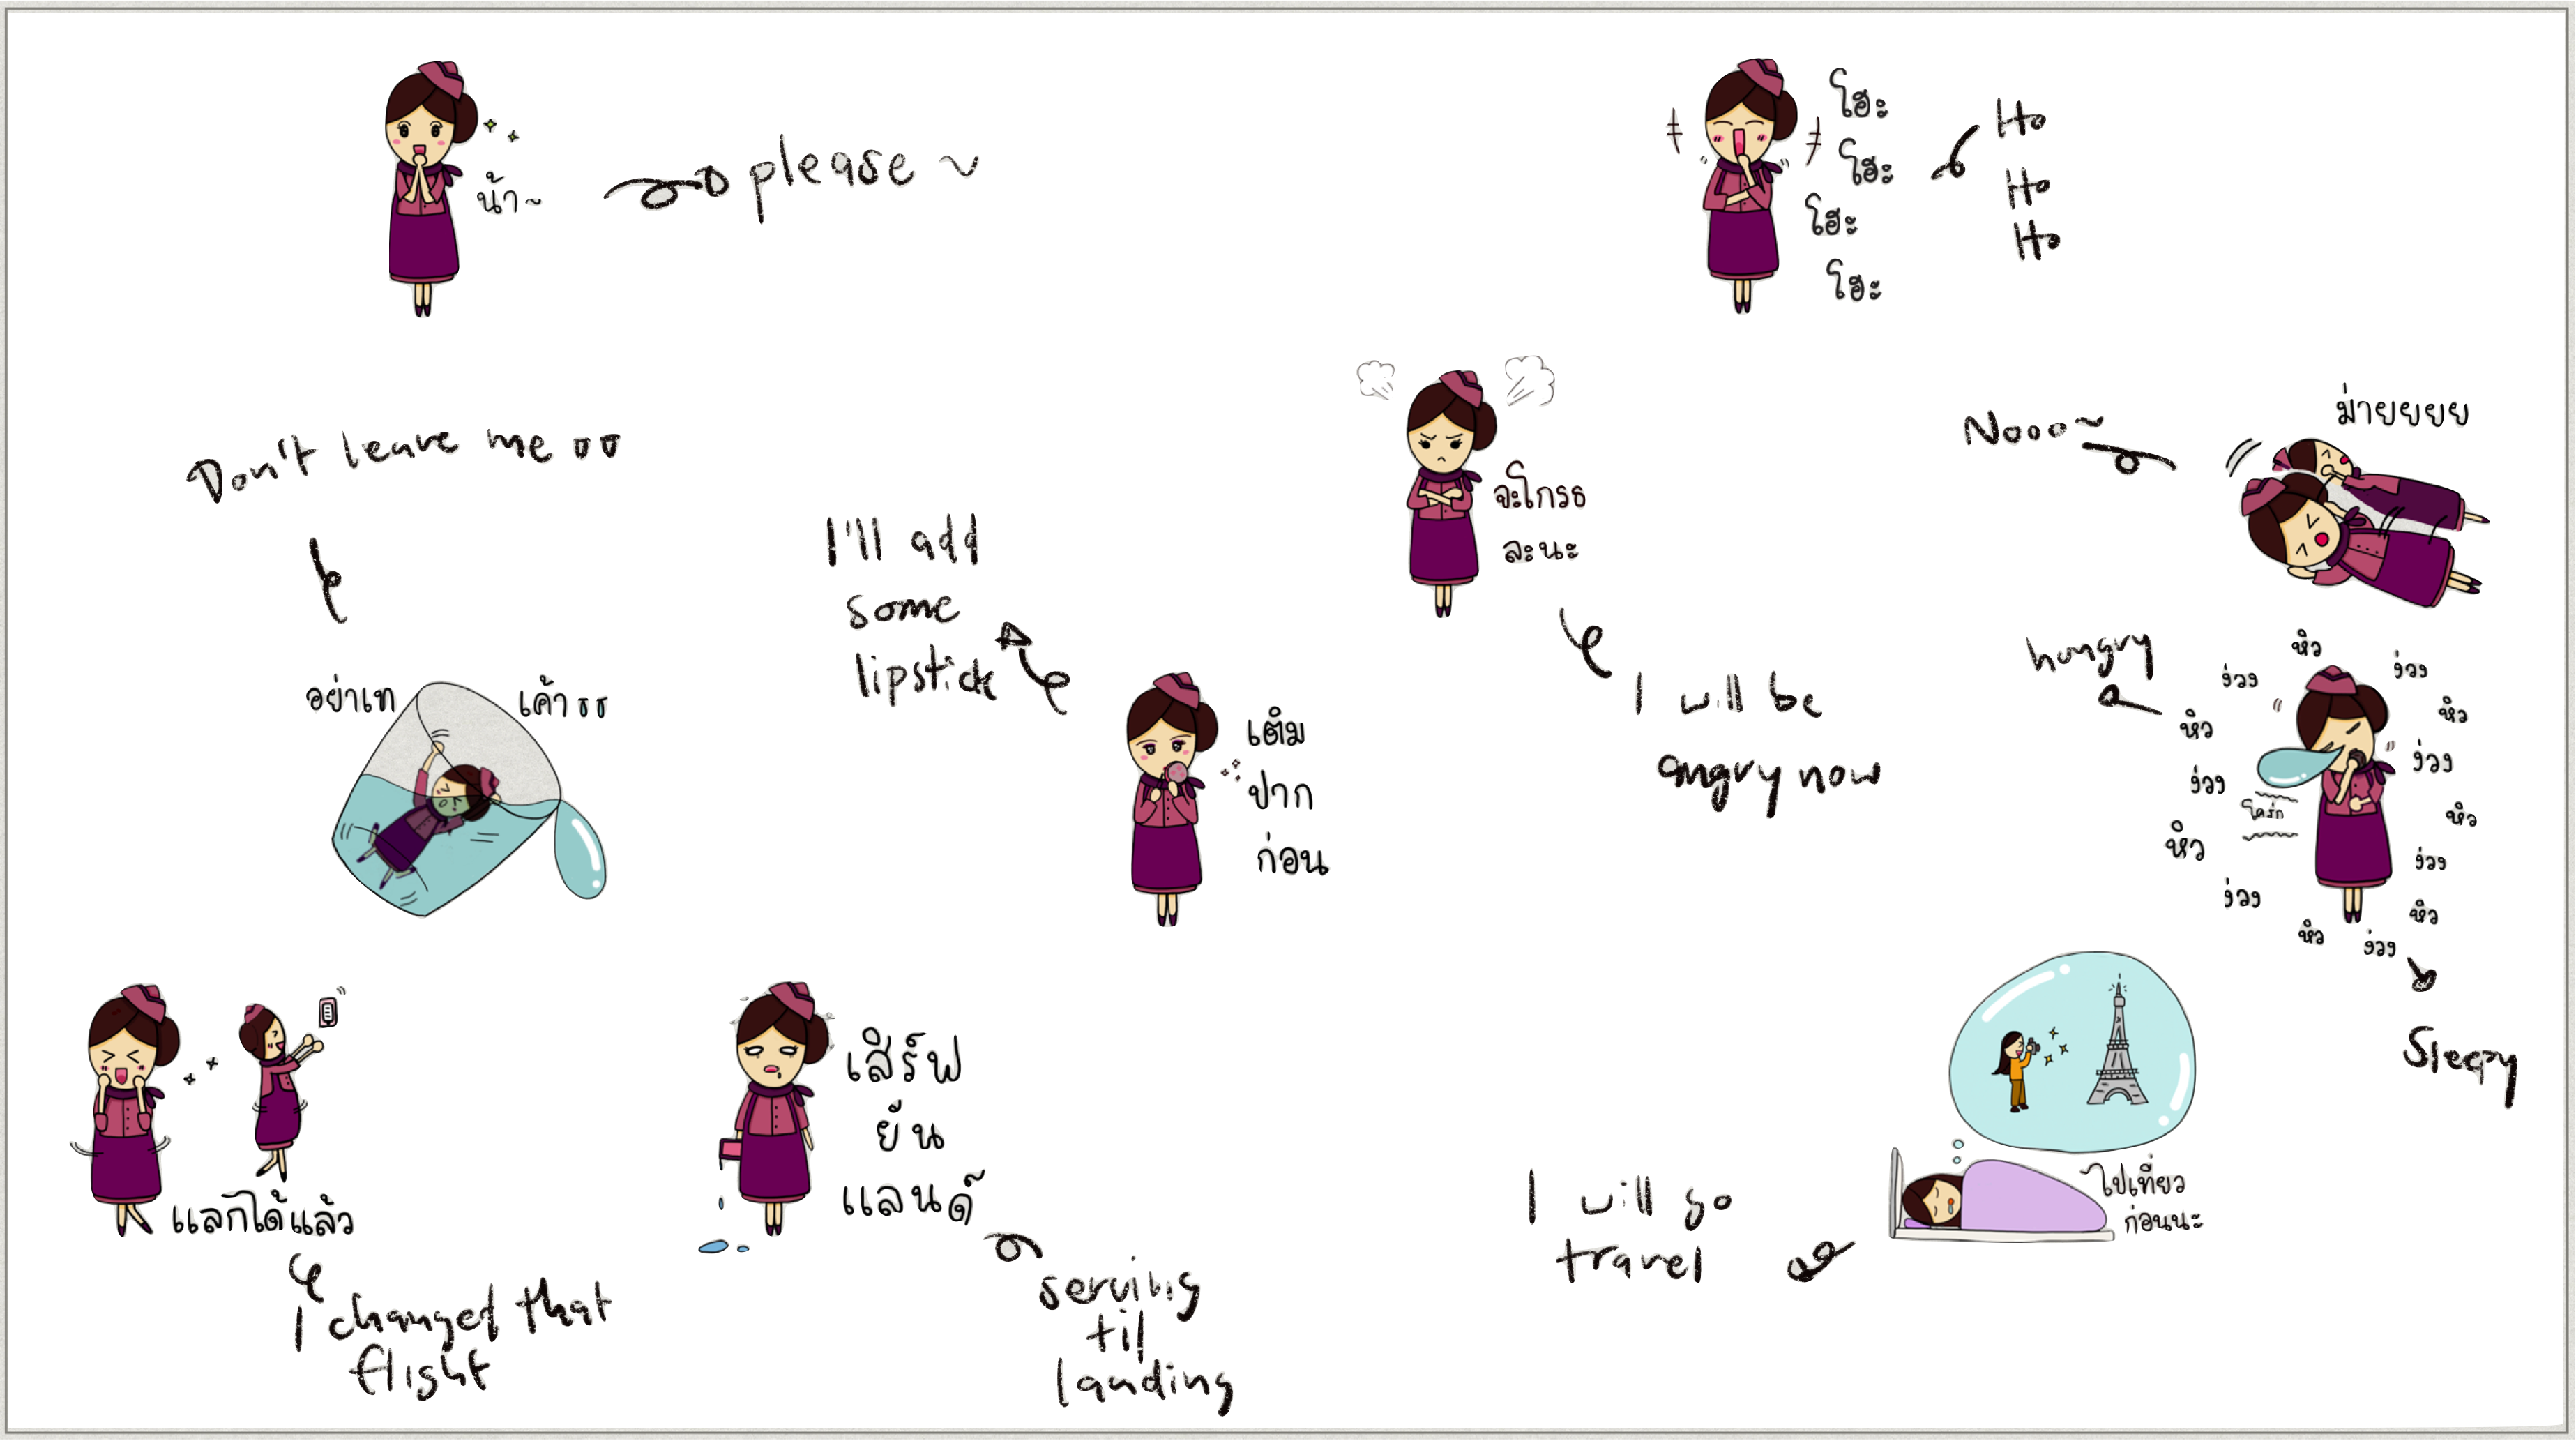 น้า~
please ~
โฮะ
โฮะ
โฮะ
โฮะ
Ho
Ho
Ho
Don't leave me ㅠㅠ
อย่าเท เค้า ㅠㅠ
I'll add
some
lipstick
เติม
ปาก
ก่อน
จะโกรธ
ละนะ
I will be
angry now
Nooo~
ม่ายยยย
hungry
หิว
ง่วง
ง่วง
หิว
หิว
ง่วง
ง่วง
โครก
หิว
หิว
ง่วง
ง่วง
หิว
หิว
ง่วง
Sleepy
แลกได้แล้ว
I changed that
flight
เสิร์ฟ
ยัน
แลนด์
serving
til
landing
ไปเที่ยว
ก่อนนะ
I will go
travel